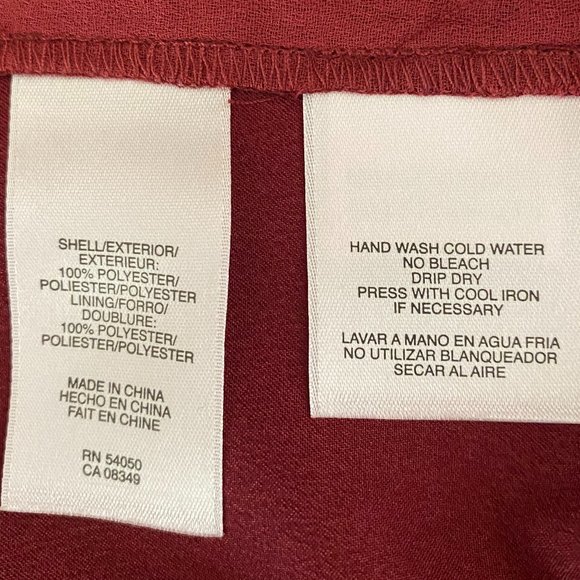 SHELL/EXTERIOR/
EXTERIEUR:
100% POLYESTER/
POLIESTER/POLYESTER
LINING/FORRO/
DOUBLURE:
100% POLYESTER/
POLIESTER/POLYESTER
MADE IN CHINA
HECHO EN CHINA
FAIT EN CHINE
RN 54050
CA 08349
HAND WASH COLD WATER
NO BLEACH
DRIP DRY
PRESS WITH COOL IRON
IF NECESSARY
LAVAR A MANO EN AGUA FRIA
NO UTILIZAR BLANQUEADOR
SECAR AL AIRE